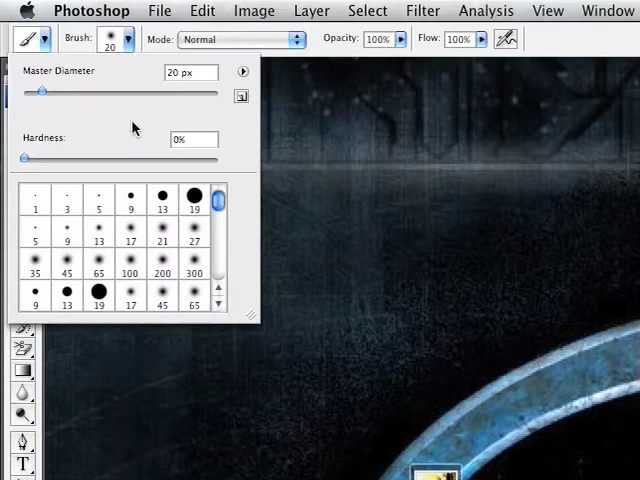 Photoshop File Edit Image Layer Select Filter Analysis View Window
Brush: 20 Mode: Normal Opacity: 100% Flow: 100%
Master Diameter 20 px
Hardness: 0%
1 3 5 9 13 19
5 9 13 17 21 27
35 45 65 100 200 300
9 13 19 17 45 65
T